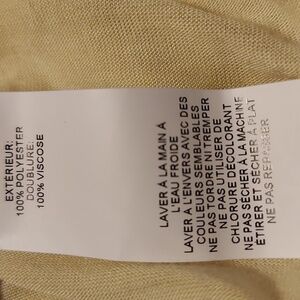 EXTÉRIEUR:
100% POLYESTER
DOUBLURE:
100% VISCOSE
LAVER À LA MAIN À
L'EAU FROIDE
LAVER À L'ENVERS AVEC DES
COULEURS SEMBLABLES
NE PAS TORDRE NI TREMPER
NE PAS UTILISER DE
CHLORURE DÉCOLORANT
NE PAS SÉCHER À LA MACHINE
ÉTIRER ET SÉCHER À PLAT
NE PAS REPASSER